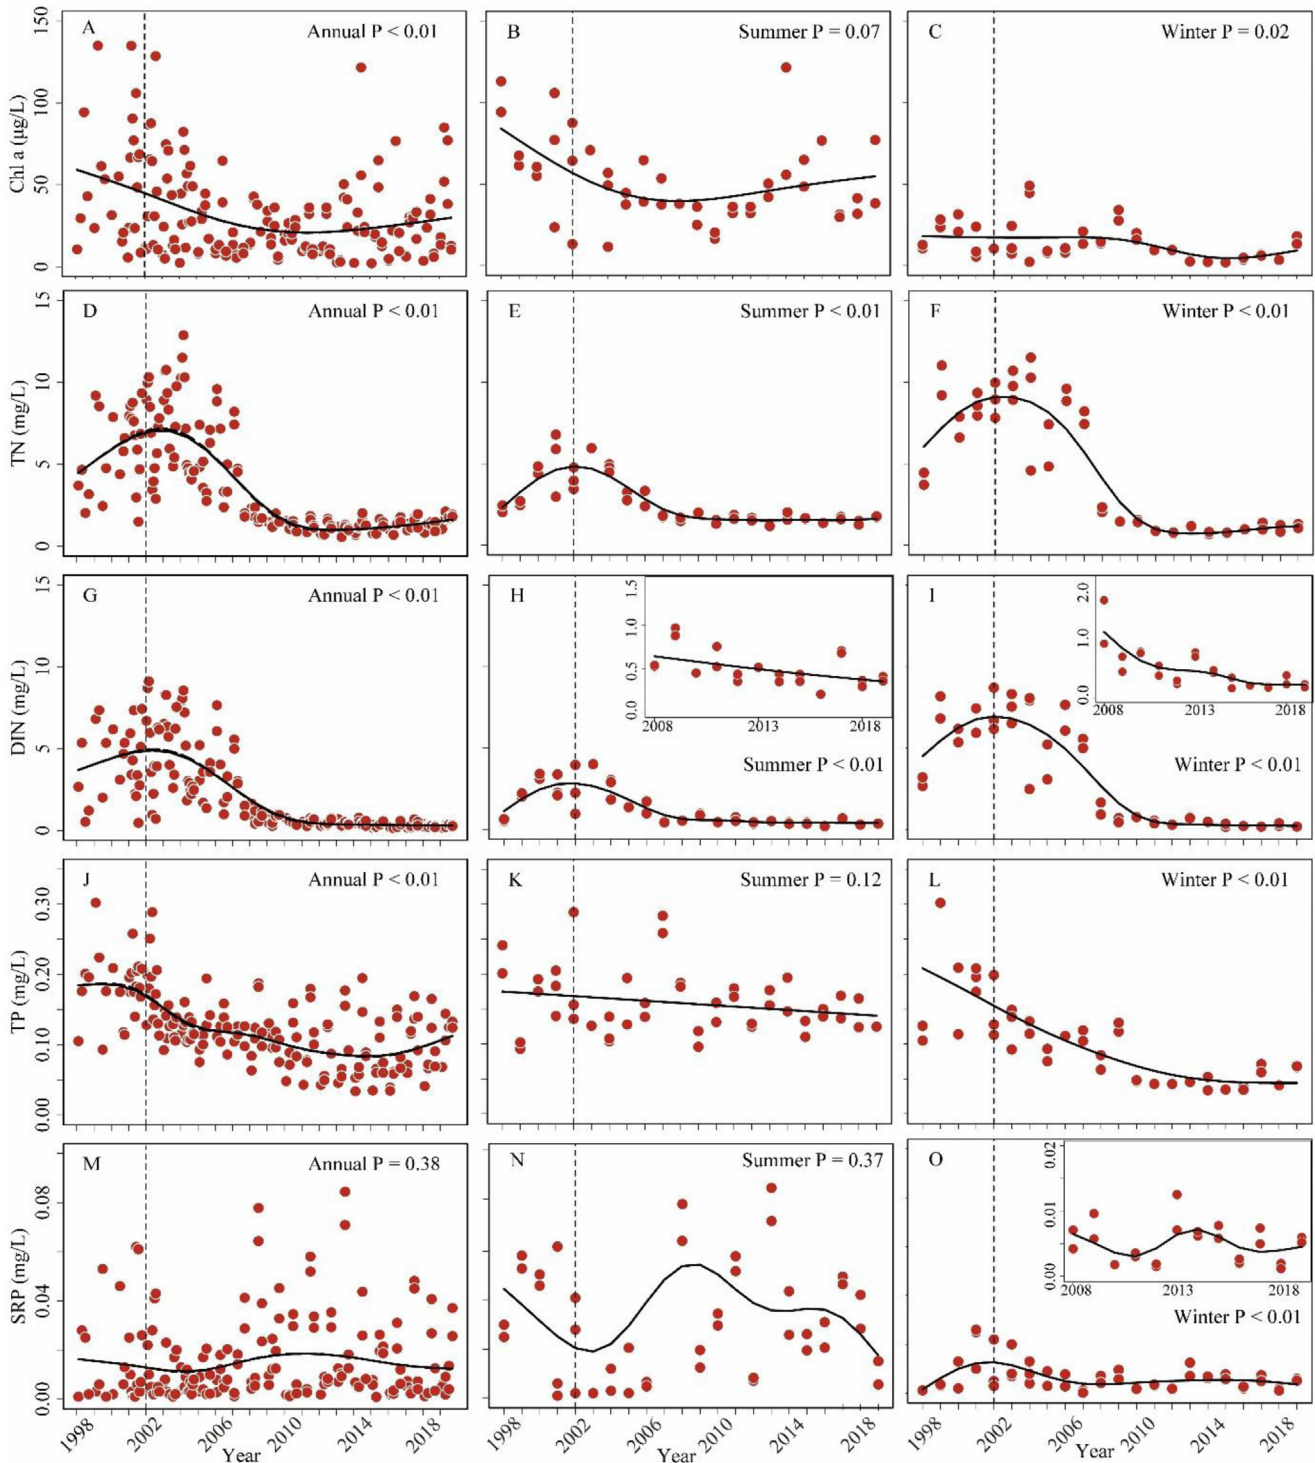 A Annual P < 0.01
B Summer P = 0.07
C Winter P = 0.02
150
100
50
0
Chl a (µg/L)
D Annual P < 0.01
E Summer P < 0.01
F Winter P < 0.01
15
10
5
0
TN (mg/L)
G Annual P < 0.01
H
1.5
1.0
0.5
0.0
2008 2013 2018
Summer P < 0.01
I
2.0
1.0
0.0
2008 2013 2018
Winter P < 0.01
15
10
5
0
DIN (mg/L)
J Annual P < 0.01
K Summer P = 0.12
L Winter P < 0.01
0.30
0.20
0.10
0.00
TP (mg/L)
M Annual P = 0.38
N Summer P = 0.37
O
0.02
0.01
0.00
2008 2013 2018
Winter P < 0.01
0.08
0.04
0.00
SRP (mg/L)
1998 2002 2006 2010 2014 2018
1998 2002 2006 2010 2014 2018
1998 2002 2006 2010 2014 2018
Year Year Year